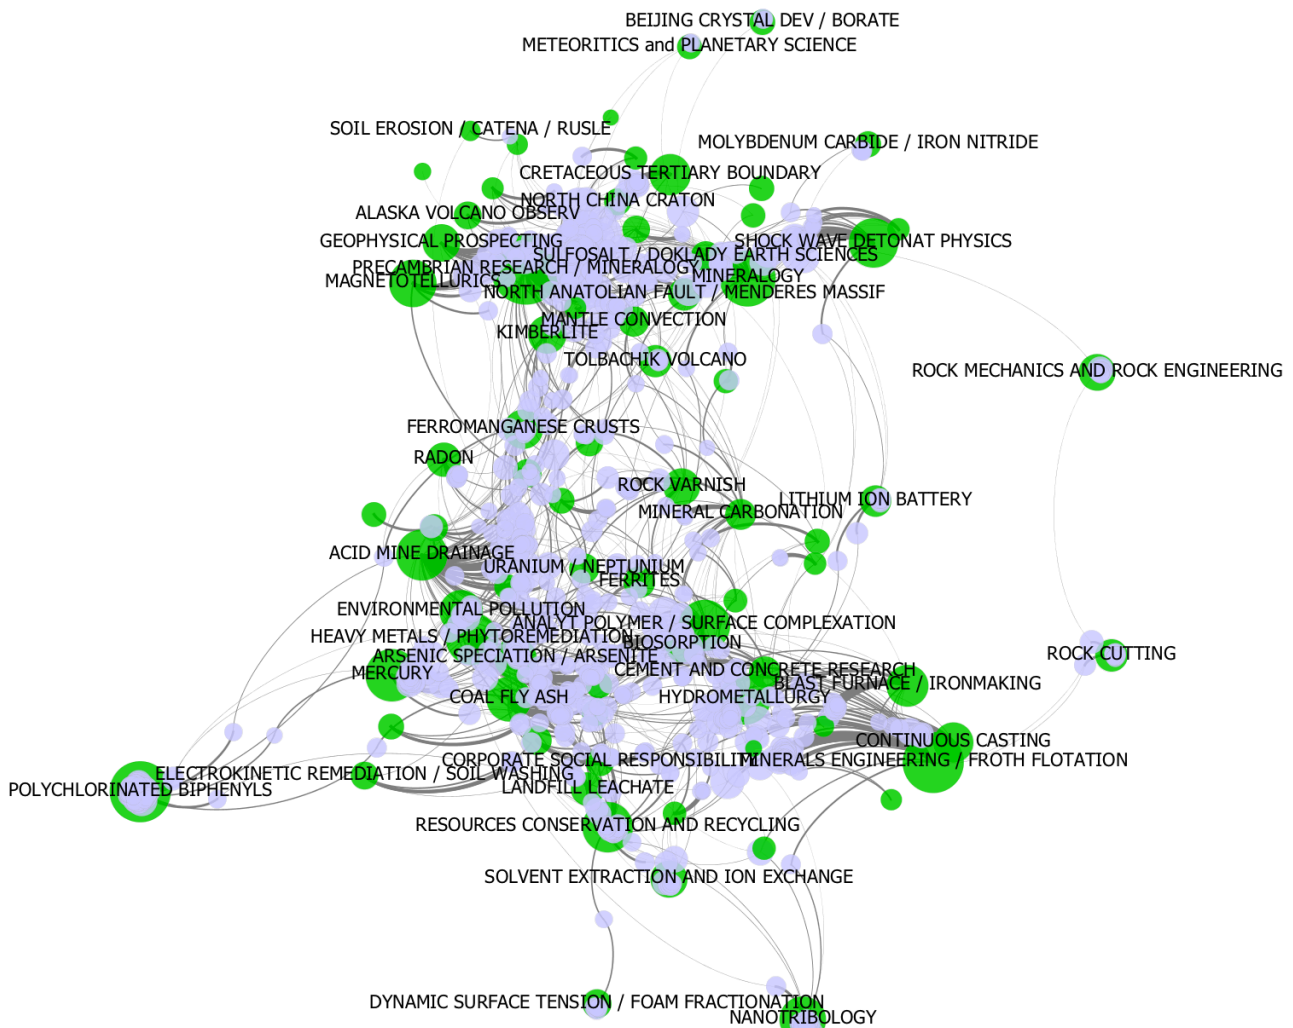 BEIJING CRYSTAL DEV / BORATE
METEORITICS and PLANETARY SCIENCE
SOIL EROSION / CATENA / RUSLE
MOLYBDENUM CARBIDE / IRON NITRIDE
CRETACEOUS TERTIARY BOUNDARY
NORTH CHINA CRATON
ALASKA VOLCANO OBSERV
GEOPHYSICAL PROSPECTING
SHOCK WAVE DETONAT PHYSICS
SULFOSALT / DOKLADY EARTH SCIENCES
PRECAMBRIAN RESEARCH / MINERALOGY
MINERALOGY
MAGNETOTELLURICS
NORTH ANATOLIAN FAULT / MENDERES MASSIF
MANTLE CONVECTION
KIMBERLITE
TOLBACHIK VOLCANO
ROCK MECHANICS AND ROCK ENGINEERING
FERROMANGANESE CRUSTS
RADON
ROCK VARNISH
LITHIUM ION BATTERY
MINERAL CARBONATION
ACID MINE DRAINAGE
URANIUM / NEPTUNIUM
FERRITES
ENVIRONMENTAL POLLUTION
ANALYT POLYMER / SURFACE COMPLEXATION
HEAVY METALS / PHYTOREMEDIATION
BIOSORPTION
ROCK CUTTING
ARSENIC SPECIATION / ARSENITE
CEMENT AND CONCRETE RESEARCH
MERCURY
BLAST FURNACE / IRONMAKING
COAL FLY ASH
HYDROMETALLURGY
CONTINUOUS CASTING
CORPORATE SOCIAL RESPONSIBILITY
MINERALS ENGINEERING / FROTH FLOTATION
ELECTROKINETIC REMEDIATION / SOIL WASHING
POLYCHLORINATED BIPHENYLS
LANDFILL LEACHATE
RESOURCES CONSERVATION AND RECYCLING
SOLVENT EXTRACTION AND ION EXCHANGE
DYNAMIC SURFACE TENSION / FOAM FRACTIONATION
NANOTRIBOLOGY